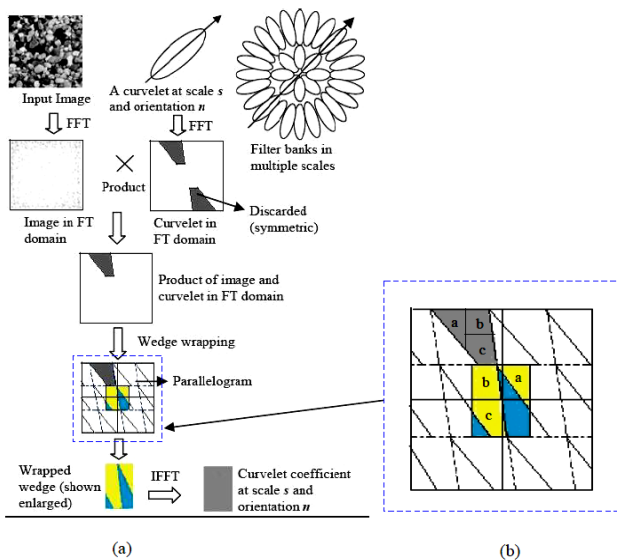 Input Image
A curvelet at scale s
and orientation n
Filter banks in
multiple scales
FFT
FFT
Product
Image in FT
domain
Curvelet in
FT domain
Discarded
(symmetric)
Product of image and
curvelet in FT domain
Wedge wrapping
Parallelogram
Wrapped
wedge (shown
enlarged)
IFFT
Curvelet coefficient
at scale s and
orientation n
(a)
a b
c
b a
c
(b)